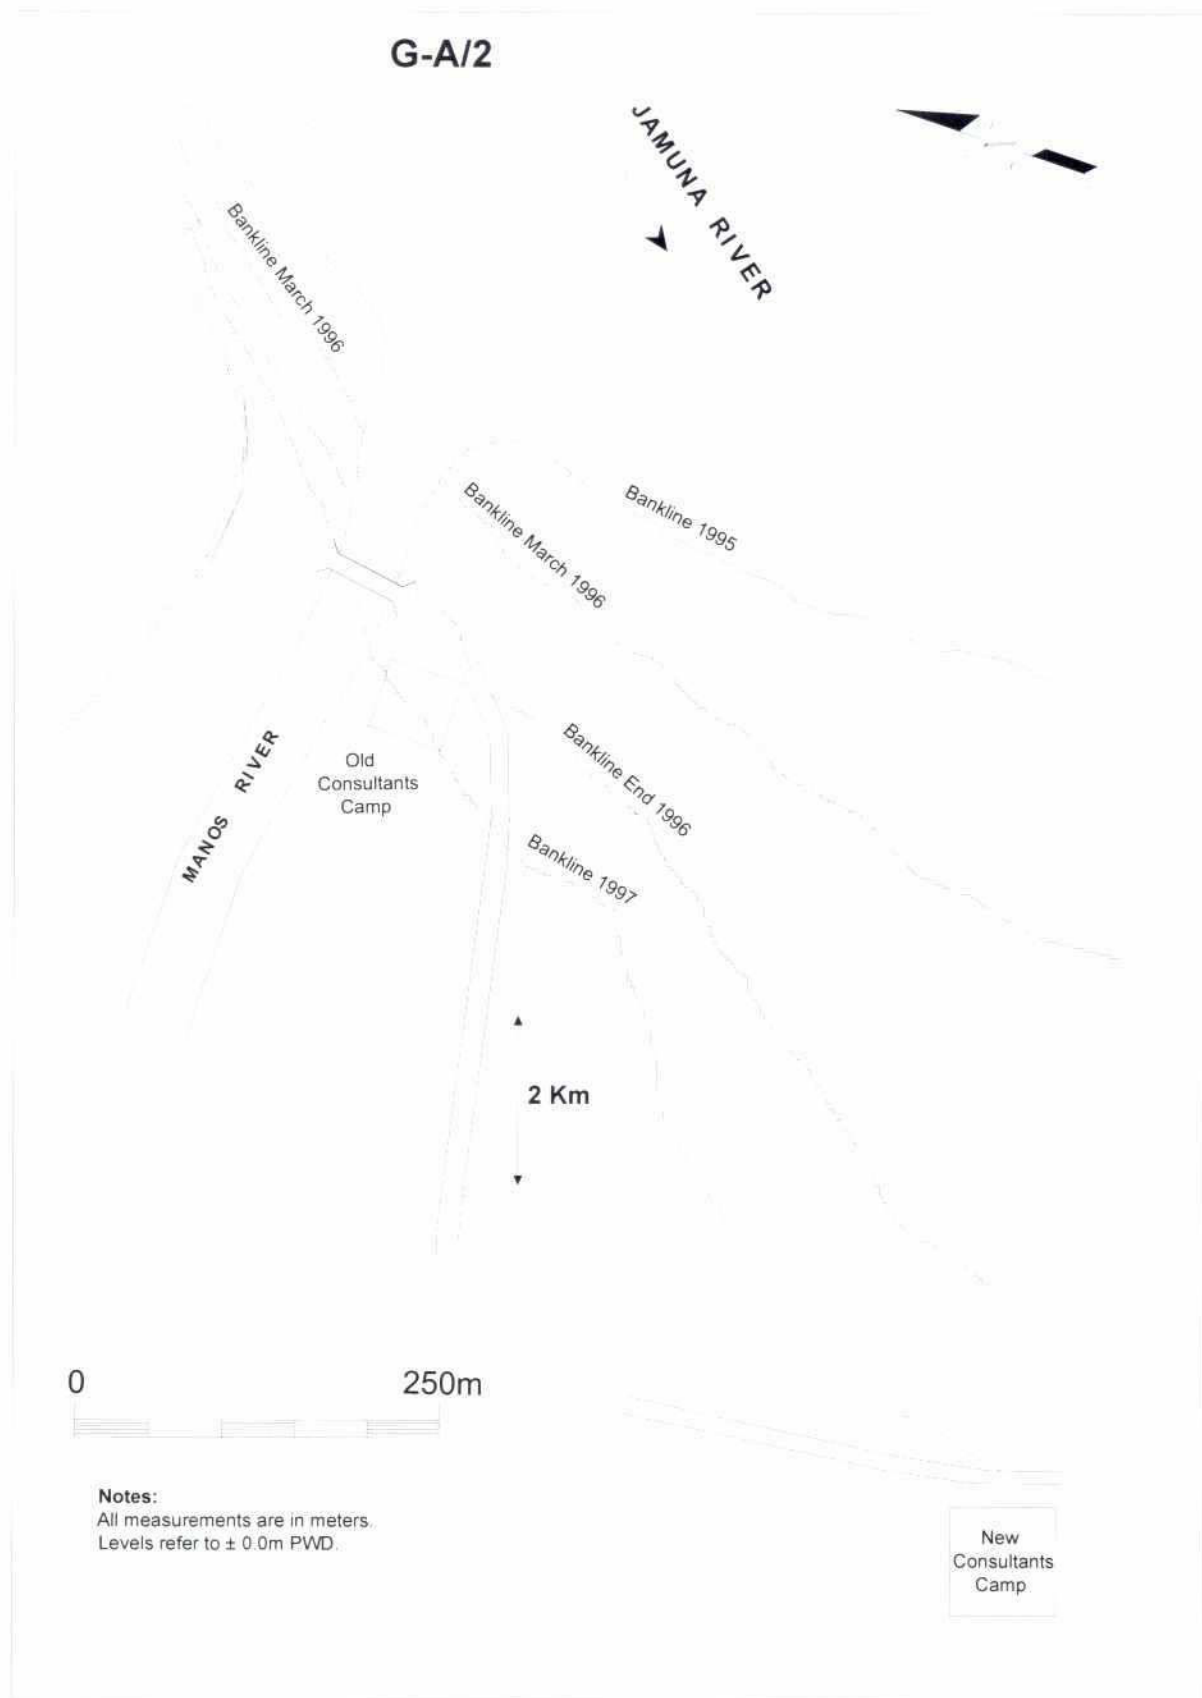 G-A/2
JAMUNA RIVER
Bankline March 1996
Bankline 1995
Bankline March 1996
Bankline End 1996
MANOS RIVER
Old
Consultants
Camp
Bankline 1997
2 Km
0 250m
Notes:
All measurements are in meters.
Levels refer to ± 0.0m PWD.
New
Consultants
Camp